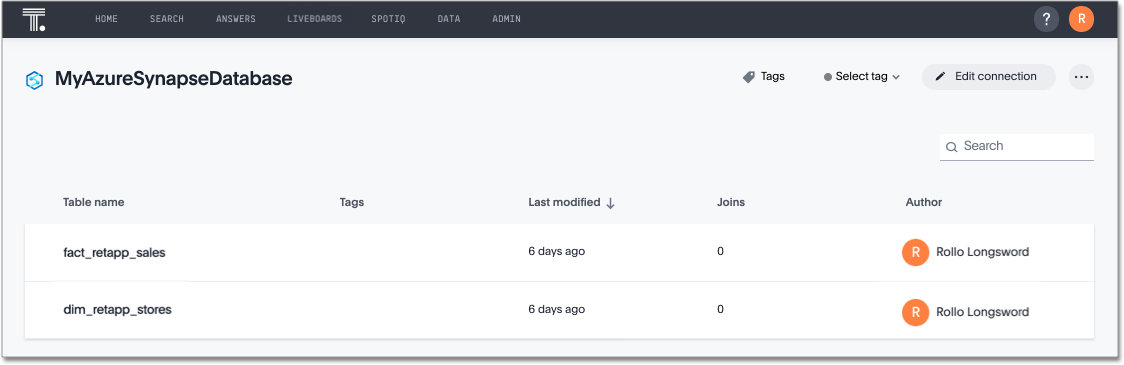 T. HOME SEARCH ANSWERS LIVEBOARDS SPOTIQ DATA ADMIN ? R
MyAzureSynapseDatabase Tags Select tag Edit connection ...
Search
Table name Tags Last modified Joins Author
fact_retapp_sales 6 days ago 0 R Rollo Longsword
dim_retapp_stores 6 days ago 0 R Rollo Longsword